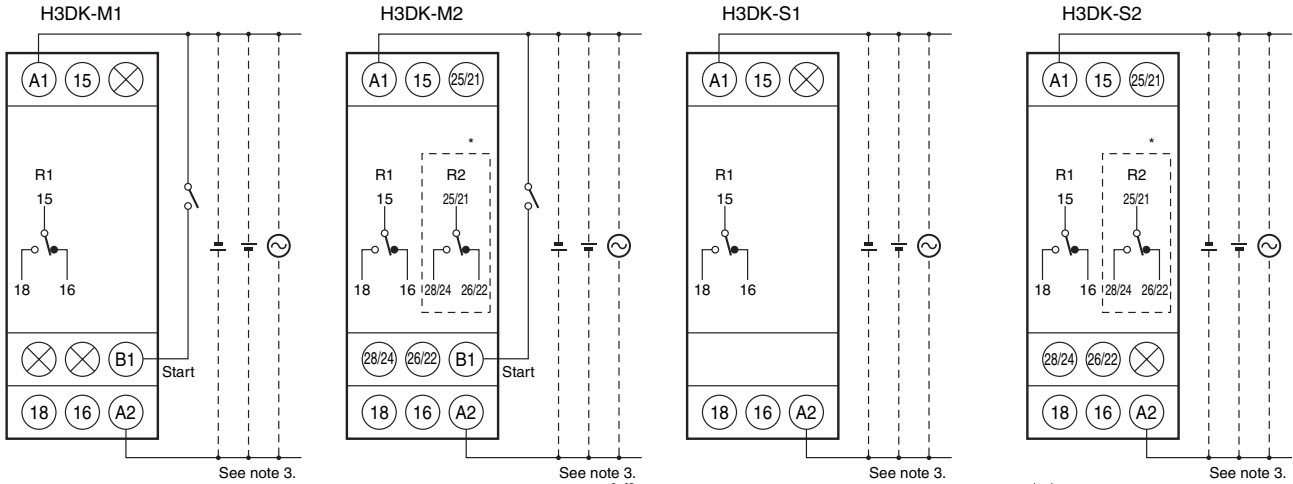 H3DK-M1
A1 15
R1
15
18 16
B1
Start
18 16 A2
See note 3.
H3DK-M2
A1 15 25/21
*
R1 R2
15 25/21
18 16 28/24 26/22
28/24 26/22 B1
Start
18 16 A2
See note 3.
H3DK-S1
A1 15
R1
15
18 16
18 16 A2
See note 3.
H3DK-S2
A1 15 25/21
*
R1 R2
15 25/21
18 16 28/24 26/22
28/24 26/22
18 16 A2
See note 3.